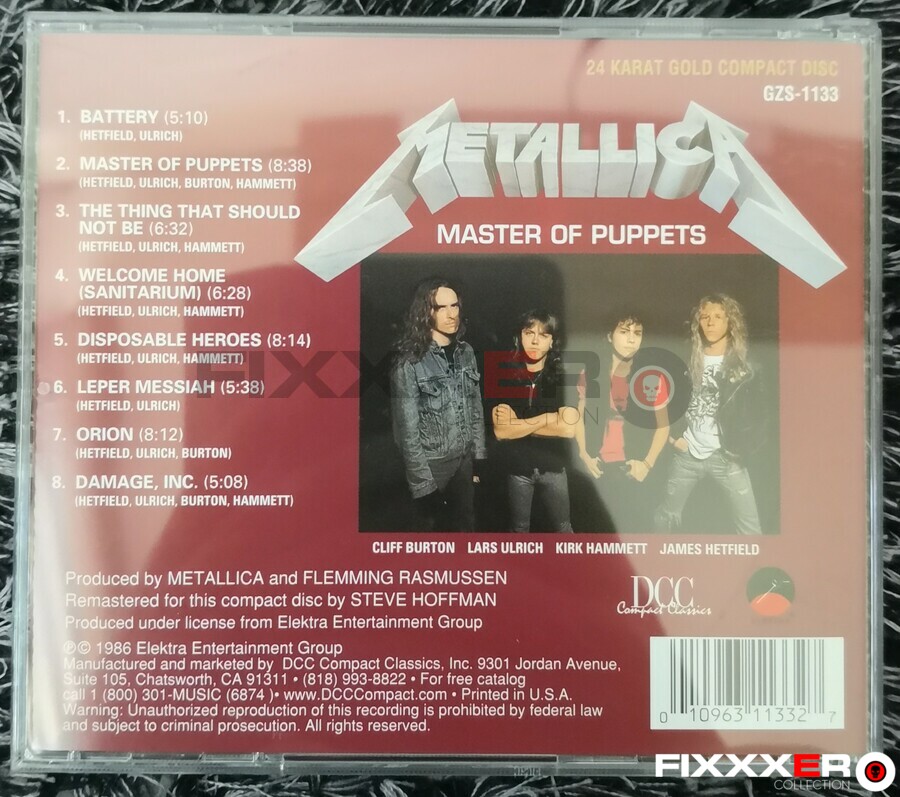 24 KARAT GOLD COMPACT DISC
GZS-1133
METALLICA
MASTER OF PUPPETS
1. BATTERY (5:10)
(HETFIELD, ULRICH)
2. MASTER OF PUPPETS (8:38)
(HETFIELD, ULRICH, BURTON, HAMMETT)
3. THE THING THAT SHOULD
NOT BE (6:32)
(HETFIELD, ULRICH, HAMMETT)
4. WELCOME HOME
(SANITARIUM) (6:28)
(HETFIELD, ULRICH, HAMMETT)
5. DISPOSABLE HEROES (8:14)
(HETFIELD, ULRICH, HAMMETT)
6. LEPER MESSIAH (5:38)
(HETFIELD, ULRICH)
7. ORION (8:12)
(HETFIELD, ULRICH, BURTON)
8. DAMAGE, INC. (5:08)
(HETFIELD, ULRICH, BURTON, HAMMETT)
FIXXXERO
COLLECTION
CLIFF BURTON LARS ULRICH KIRK HAMMETT JAMES HETFIELD
Produced by METALLICA and FLEMMING RASMUSSEN
Remastered for this compact disc by STEVE HOFFMAN
Produced under license from Elektra Entertainment Group
DCC
Compact Classics
℗© 1986 Elektra Entertainment Group
Manufactured and marketed by DCC Compact Classics, Inc. 9301 Jordan Avenue,
Suite 105, Chatsworth, CA 91311 • (818) 993-8822 • For free catalog
call 1 (800) 301-MUSIC (6874) • www.DCCCompact.com • Printed in U.S.A.
Warning: Unauthorized reproduction of this recording is prohibited by federal law
and subject to criminal prosecution. All rights reserved.
0 10963 11332 7
FIXXXERO
COLLECTION